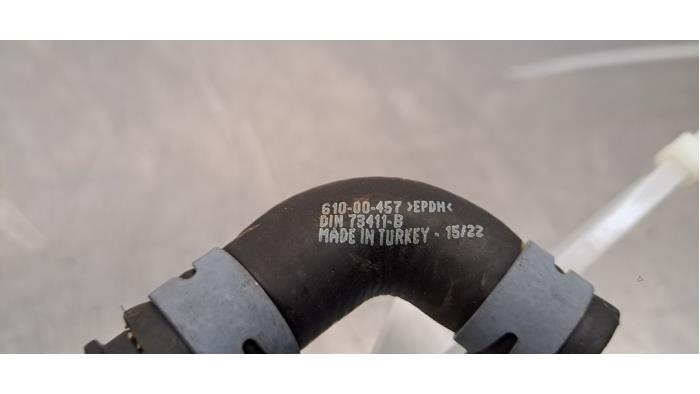 610-00-457 >EPDM<
DIN 73411-B
MADE IN TURKEY - 15/22